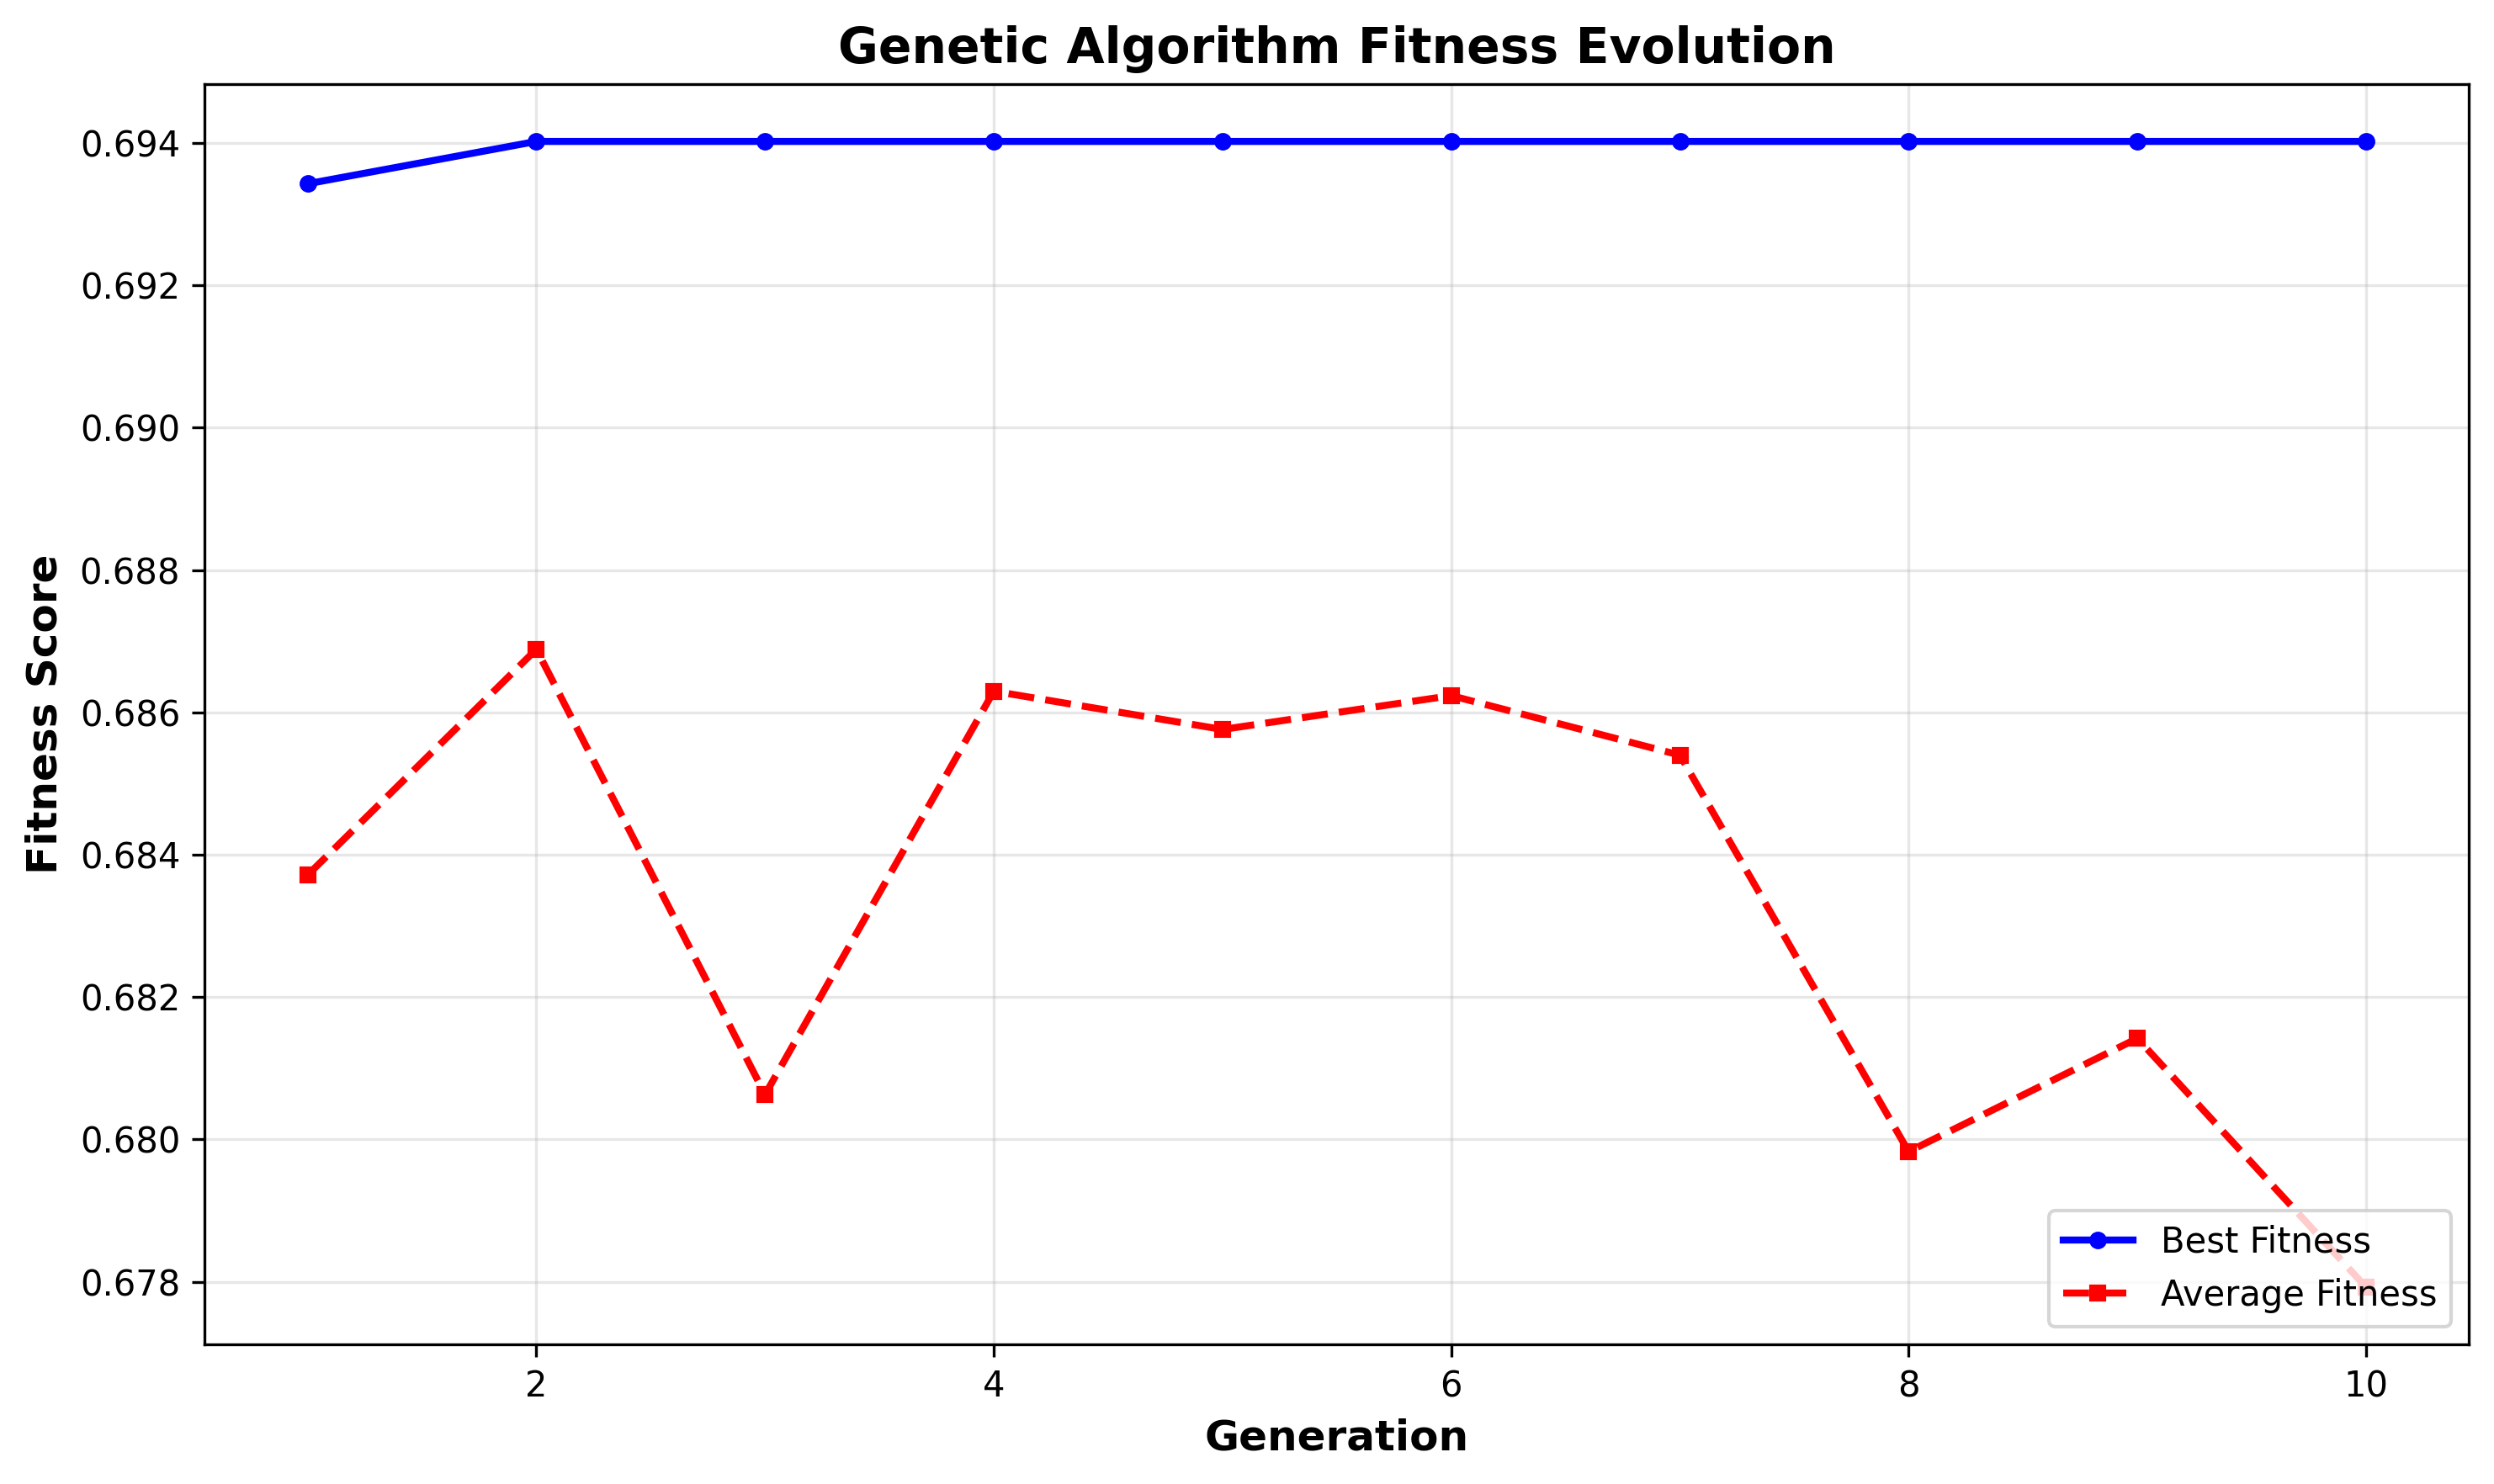 Genetic Algorithm Fitness Evolution
Fitness Score
0.694
0.692
0.690
0.688
0.686
0.684
0.682
0.680
0.678
2 4 6 8 10
Generation
Best Fitness
Average Fitness